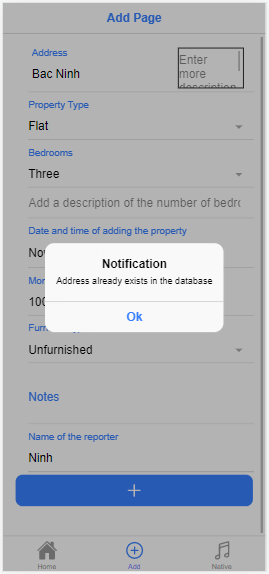 Add Page
Address
Bac Ninh
Enter
more
description
Property Type
Flat
Bedrooms
Three
Add a description of the number of bedro
Date and time of adding the property
No
Notification
Address already exists in the database
Ok
Mon
100
Furn
Unfurnished
Notes
Name of the reporter
Ninh
Home
Add
Native